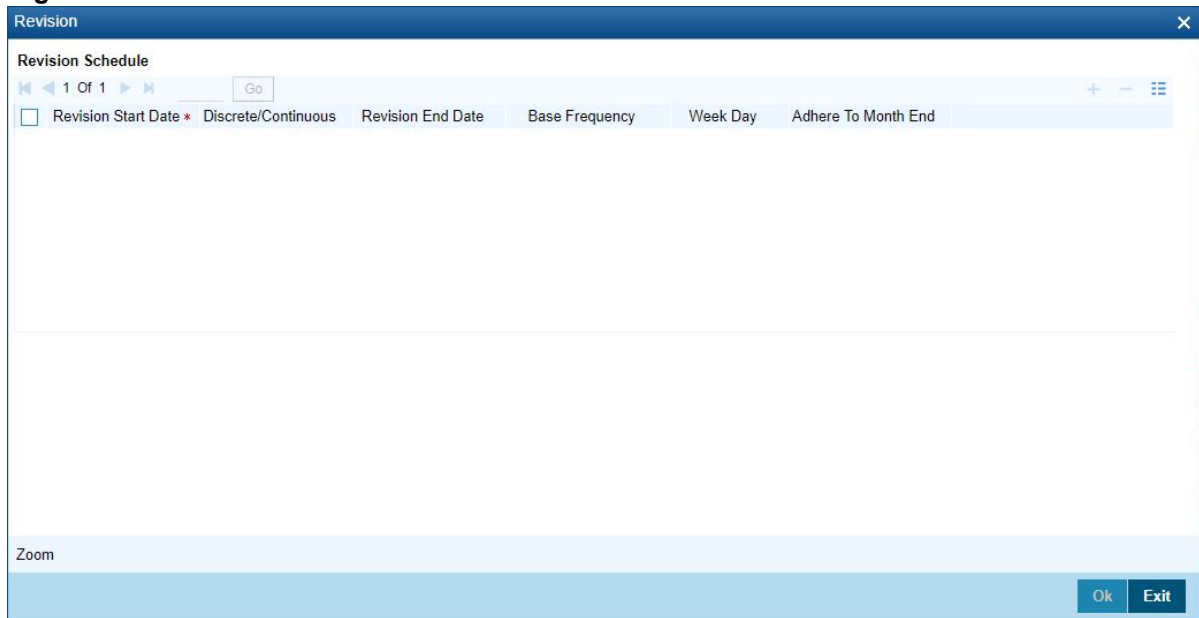 Revision
Revision Schedule
1 Of 1 Go
Revision Start Date * Discrete/Continuous Revision End Date Base Frequency Week Day Adhere To Month End
Zoom
Ok Exit